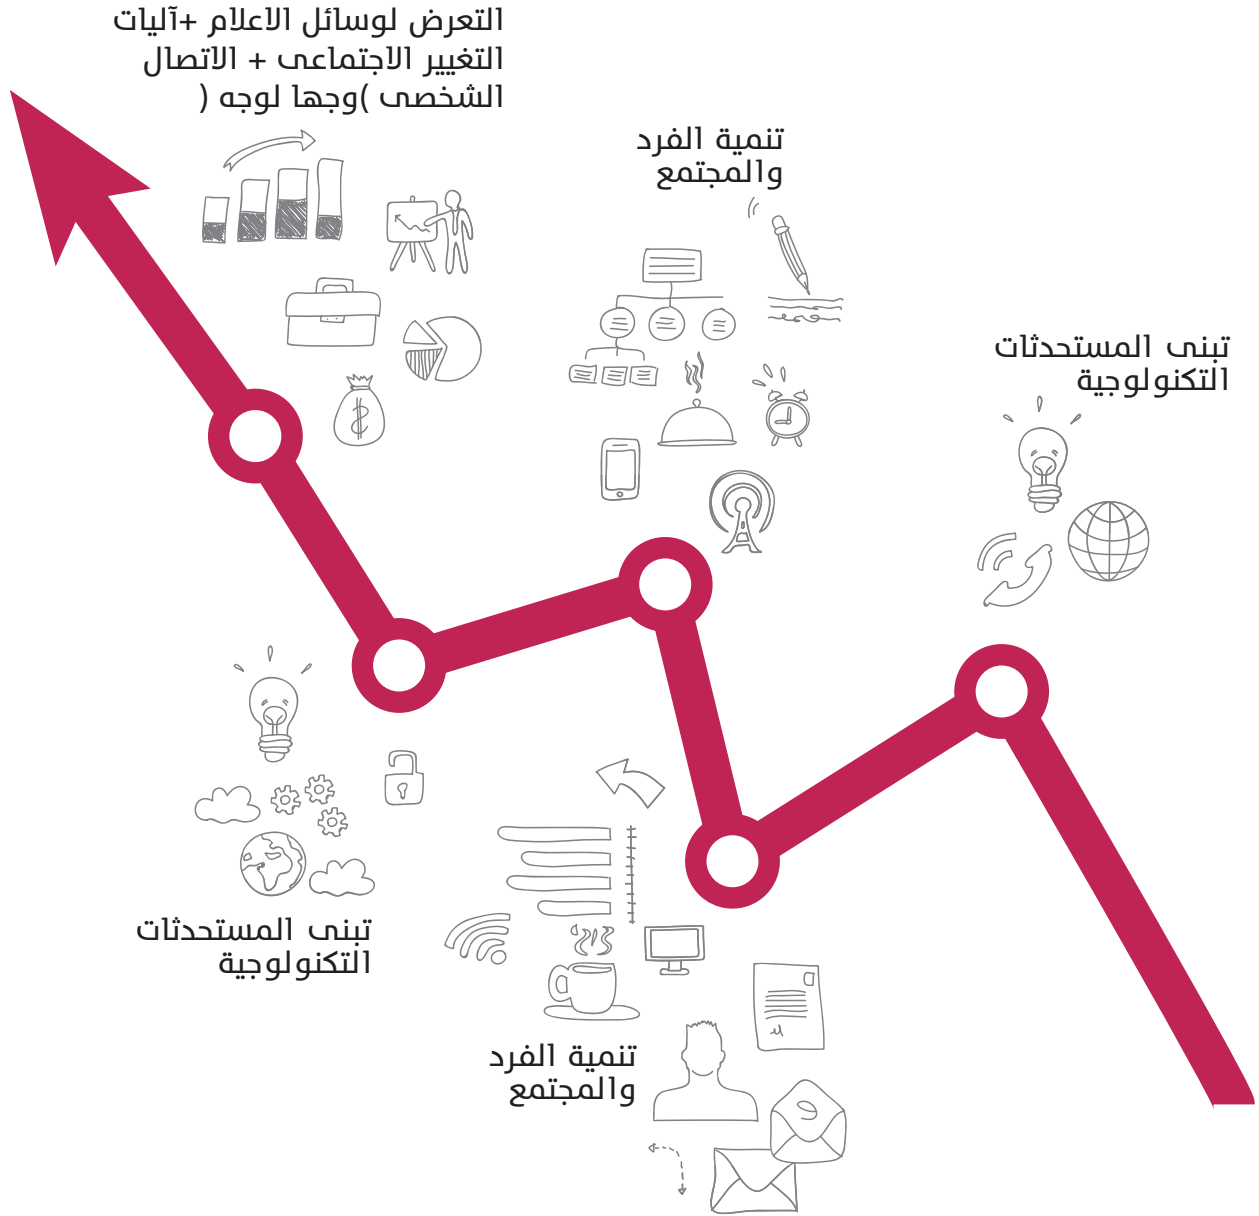 التعرض لوسائل الاعلام +آليات
التغيير الاجتماعى + الاتصال
الشخصى )وجها لوجه (
تنمية الفرد
والمجتمع
تبنى المستحدثات
التكنولوجية
تبنى المستحدثات
التكنولوجية
تنمية الفرد
والمجتمع